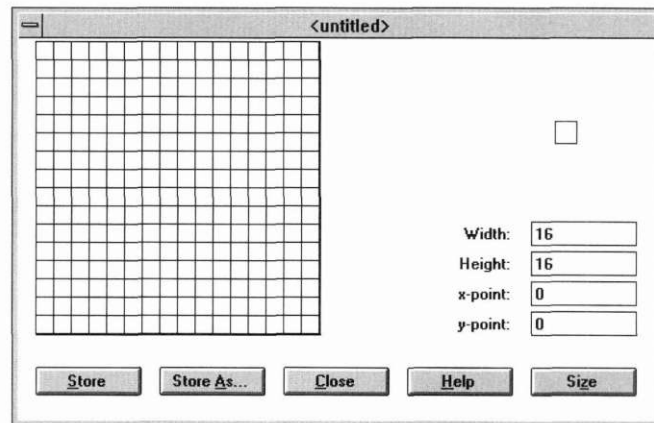 <untitled>
Width: 16
Height: 16
x-point: 0
y-point: 0
Store Store As... Close Help Size